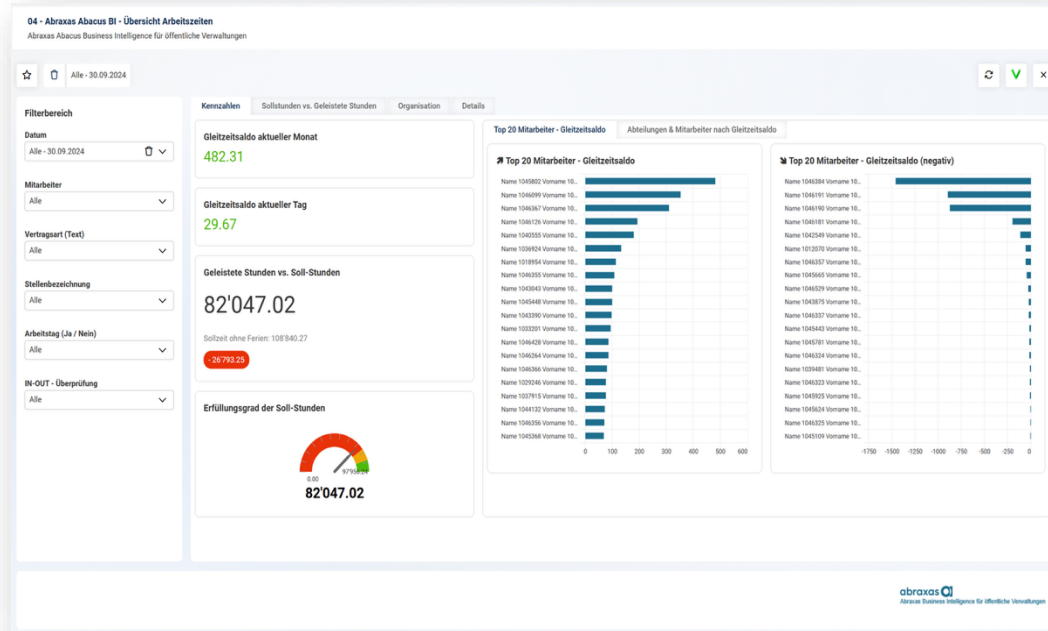 04 - Abraxas Abacus BI - Übersicht Arbeitszeiten
Abraxas Abacus Business Intelligence für öffentliche Verwaltungen
Alle - 30.09.2024
Filterbereich
Datum
Alle - 30.09.2024
Mitarbeiter
Alle
Vertragsart (Text)
Alle
Stellenbezeichnung
Alle
Arbeitstag (Ja / Nein)
Alle
IN-OUT - Überprüfung
Alle
Kennzahlen
Sollstunden vs. Geleistete Stunden
Organisation
Details
Gleitzeitsaldo aktueller Monat
482.31
Gleitzeitsaldo aktueller Tag
29.67
Geleistete Stunden vs. Soll-Stunden
82'047.02
Sollzeit ohne Ferien: 108'840.27
- 26'793.25
Erfüllungsgrad der Soll-Stunden
0.00
82'047.02
Top 20 Mitarbeiter - Gleitzeitsaldo
Abteilungen & Mitarbeiter nach Gleitzeitsaldo
Top 20 Mitarbeiter - Gleitzeitsaldo
Name 1045802 Vorname 10...
Name 1046099 Vorname 10...
Name 1046367 Vorname 10...
Name 1046126 Vorname 10...
Name 1040555 Vorname 10...
Name 1036924 Vorname 10...
Name 1018954 Vorname 10...
Name 1046355 Vorname 10...
Name 1043043 Vorname 10...
Name 1045448 Vorname 10...
Name 1043390 Vorname 10...
Name 1033201 Vorname 10...
Name 1046428 Vorname 10...
Name 1046264 Vorname 10...
Name 1046366 Vorname 10...
Name 1029246 Vorname 10...
Name 1037915 Vorname 10...
Name 1044132 Vorname 10...
Name 1046356 Vorname 10...
Name 1045368 Vorname 10...
0 100 200 300 400 500 600
Top 20 Mitarbeiter - Gleitzeitsaldo (negativ)
Name 1046384 Vorname 10...
Name 1046191 Vorname 10...
Name 1046190 Vorname 10...
Name 1046181 Vorname 10...
Name 1042549 Vorname 10...
Name 1012070 Vorname 10...
Name 1046357 Vorname 10...
Name 1045665 Vorname 10...
Name 1046529 Vorname 10...
Name 1043875 Vorname 10...
Name 1046337 Vorname 10...
Name 1045443 Vorname 10...
Name 1045781 Vorname 10...
Name 1046324 Vorname 10...
Name 1039481 Vorname 10...
Name 1046323 Vorname 10...
Name 1045925 Vorname 10...
Name 1045624 Vorname 10...
Name 1046325 Vorname 10...
Name 1045109 Vorname 10...
-1750 -1500 -1250 -1000 -750 -500 -250 0
abraxas
Abraxas Business Intelligence für öffentliche Verwaltungen